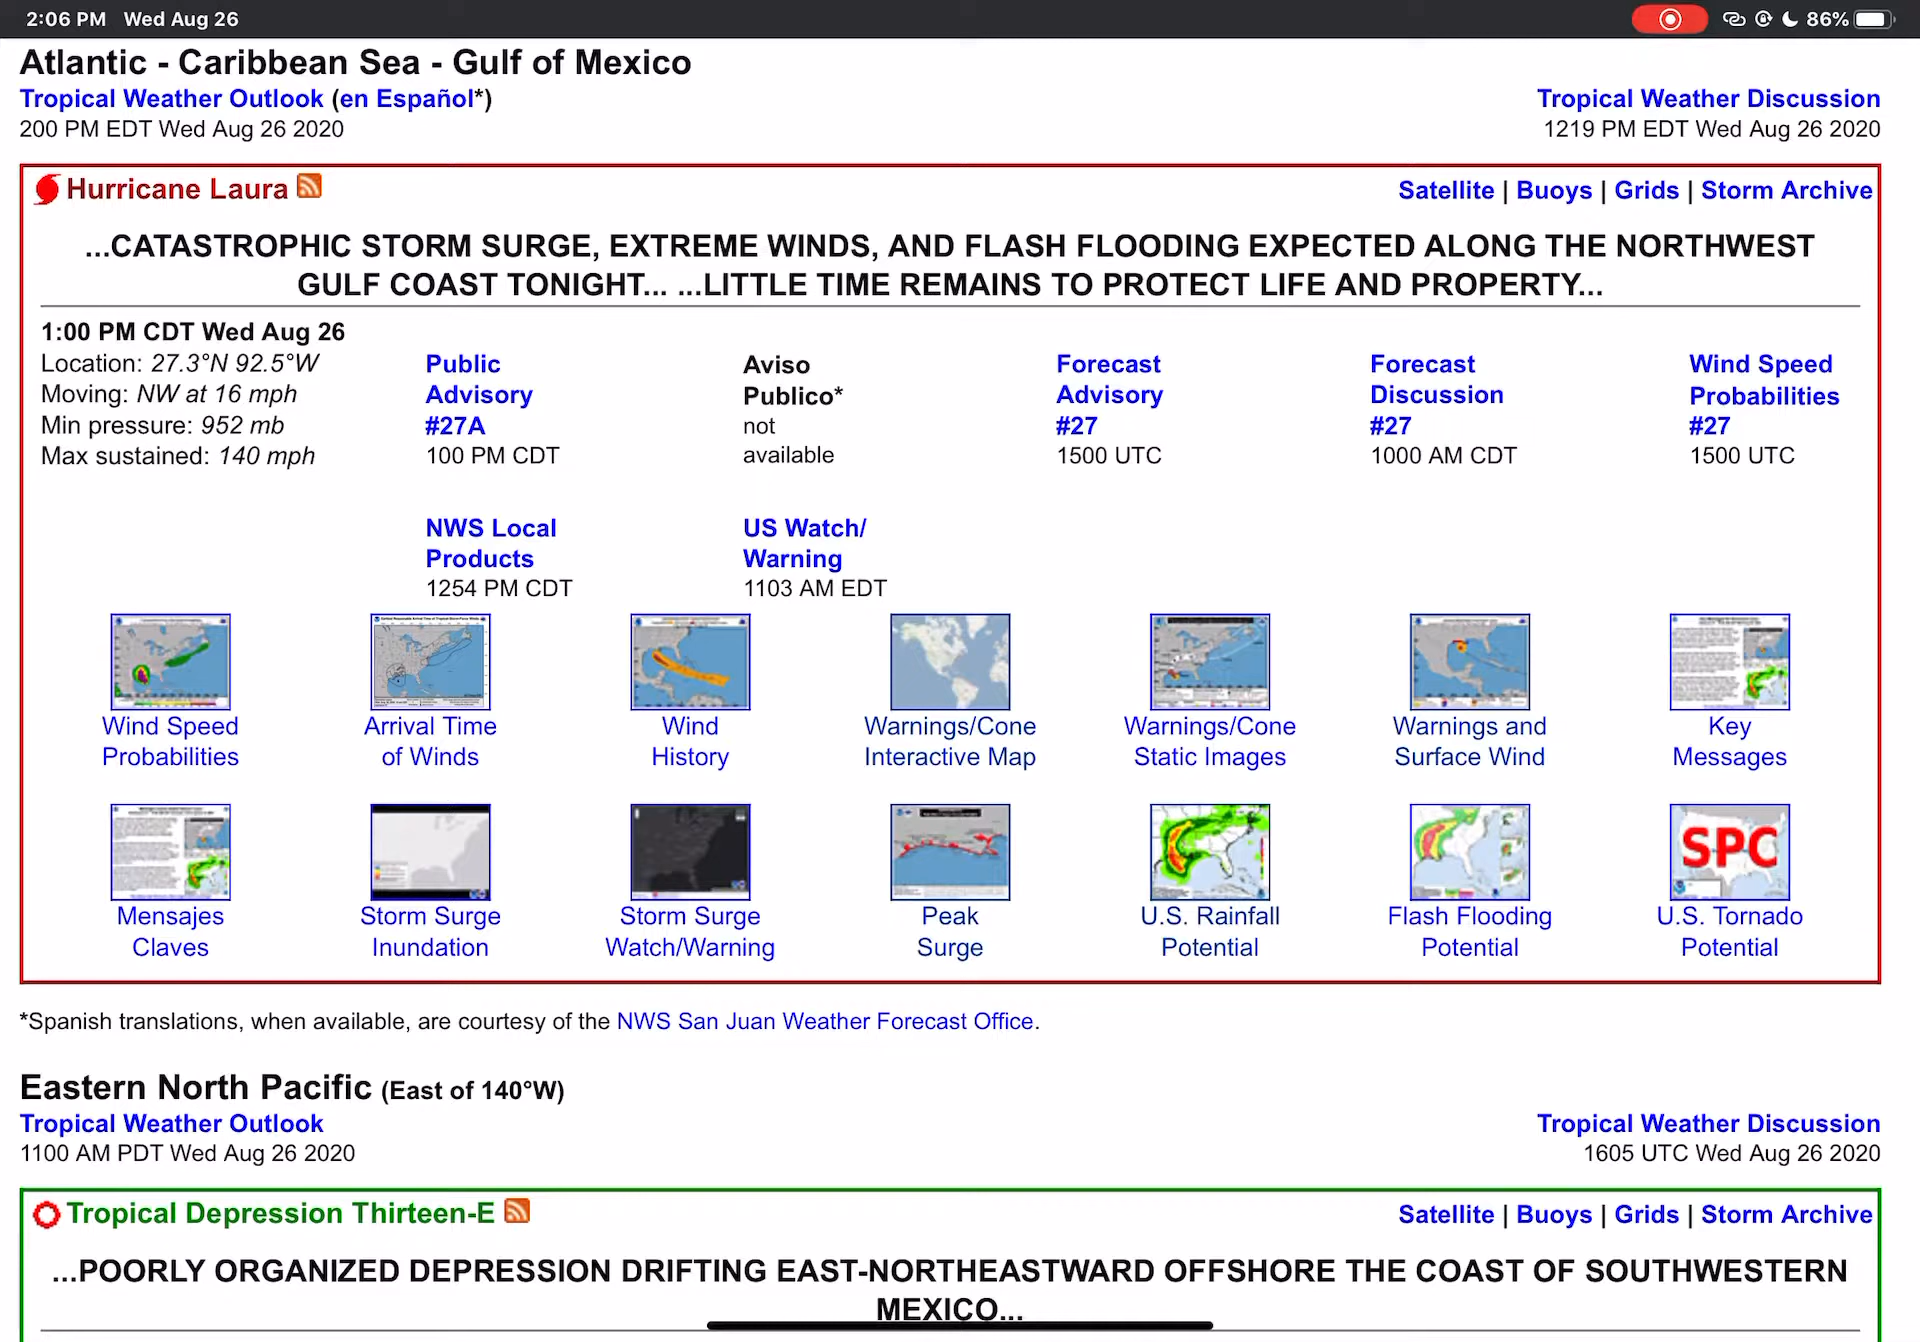 2:06 PM Wed Aug 26
86%
Atlantic - Caribbean Sea - Gulf of Mexico
Tropical Weather Outlook (en Español*)
Tropical Weather Discussion
200 PM EDT Wed Aug 26 2020
1219 PM EDT Wed Aug 26 2020
Hurricane Laura
Satellite | Buoys | Grids | Storm Archive
...CATASTROPHIC STORM SURGE, EXTREME WINDS, AND FLASH FLOODING EXPECTED ALONG THE NORTHWEST
GULF COAST TONIGHT... ...LITTLE TIME REMAINS TO PROTECT LIFE AND PROPERTY...
1:00 PM CDT Wed Aug 26
Location: 27.3°N 92.5°W
Moving: NW at 16 mph
Min pressure: 952 mb
Max sustained: 140 mph
Public
Advisory
#27A
100 PM CDT
Aviso
Publico*
not
available
Forecast
Advisory
#27
1500 UTC
Forecast
Discussion
#27
1000 AM CDT
Wind Speed
Probabilities
#27
1500 UTC
NWS Local
Products
1254 PM CDT
US Watch/
Warning
1103 AM EDT
Wind Speed
Probabilities
Arrival Time
of Winds
Wind
History
Warnings/Cone
Interactive Map
Warnings/Cone
Static Images
Warnings and
Surface Wind
Key
Messages
Mensajes
Claves
Storm Surge
Inundation
Storm Surge
Watch/Warning
Peak
Surge
U.S. Rainfall
Potential
Flash Flooding
Potential
SPC
U.S. Tornado
Potential
*Spanish translations, when available, are courtesy of the NWS San Juan Weather Forecast Office.
Eastern North Pacific (East of 140°W)
Tropical Weather Outlook
Tropical Weather Discussion
1100 AM PDT Wed Aug 26 2020
1605 UTC Wed Aug 26 2020
Tropical Depression Thirteen-E
Satellite | Buoys | Grids | Storm Archive
...POORLY ORGANIZED DEPRESSION DRIFTING EAST-NORTHEASTWARD OFFSHORE THE COAST OF SOUTHWESTERN
MEXICO...